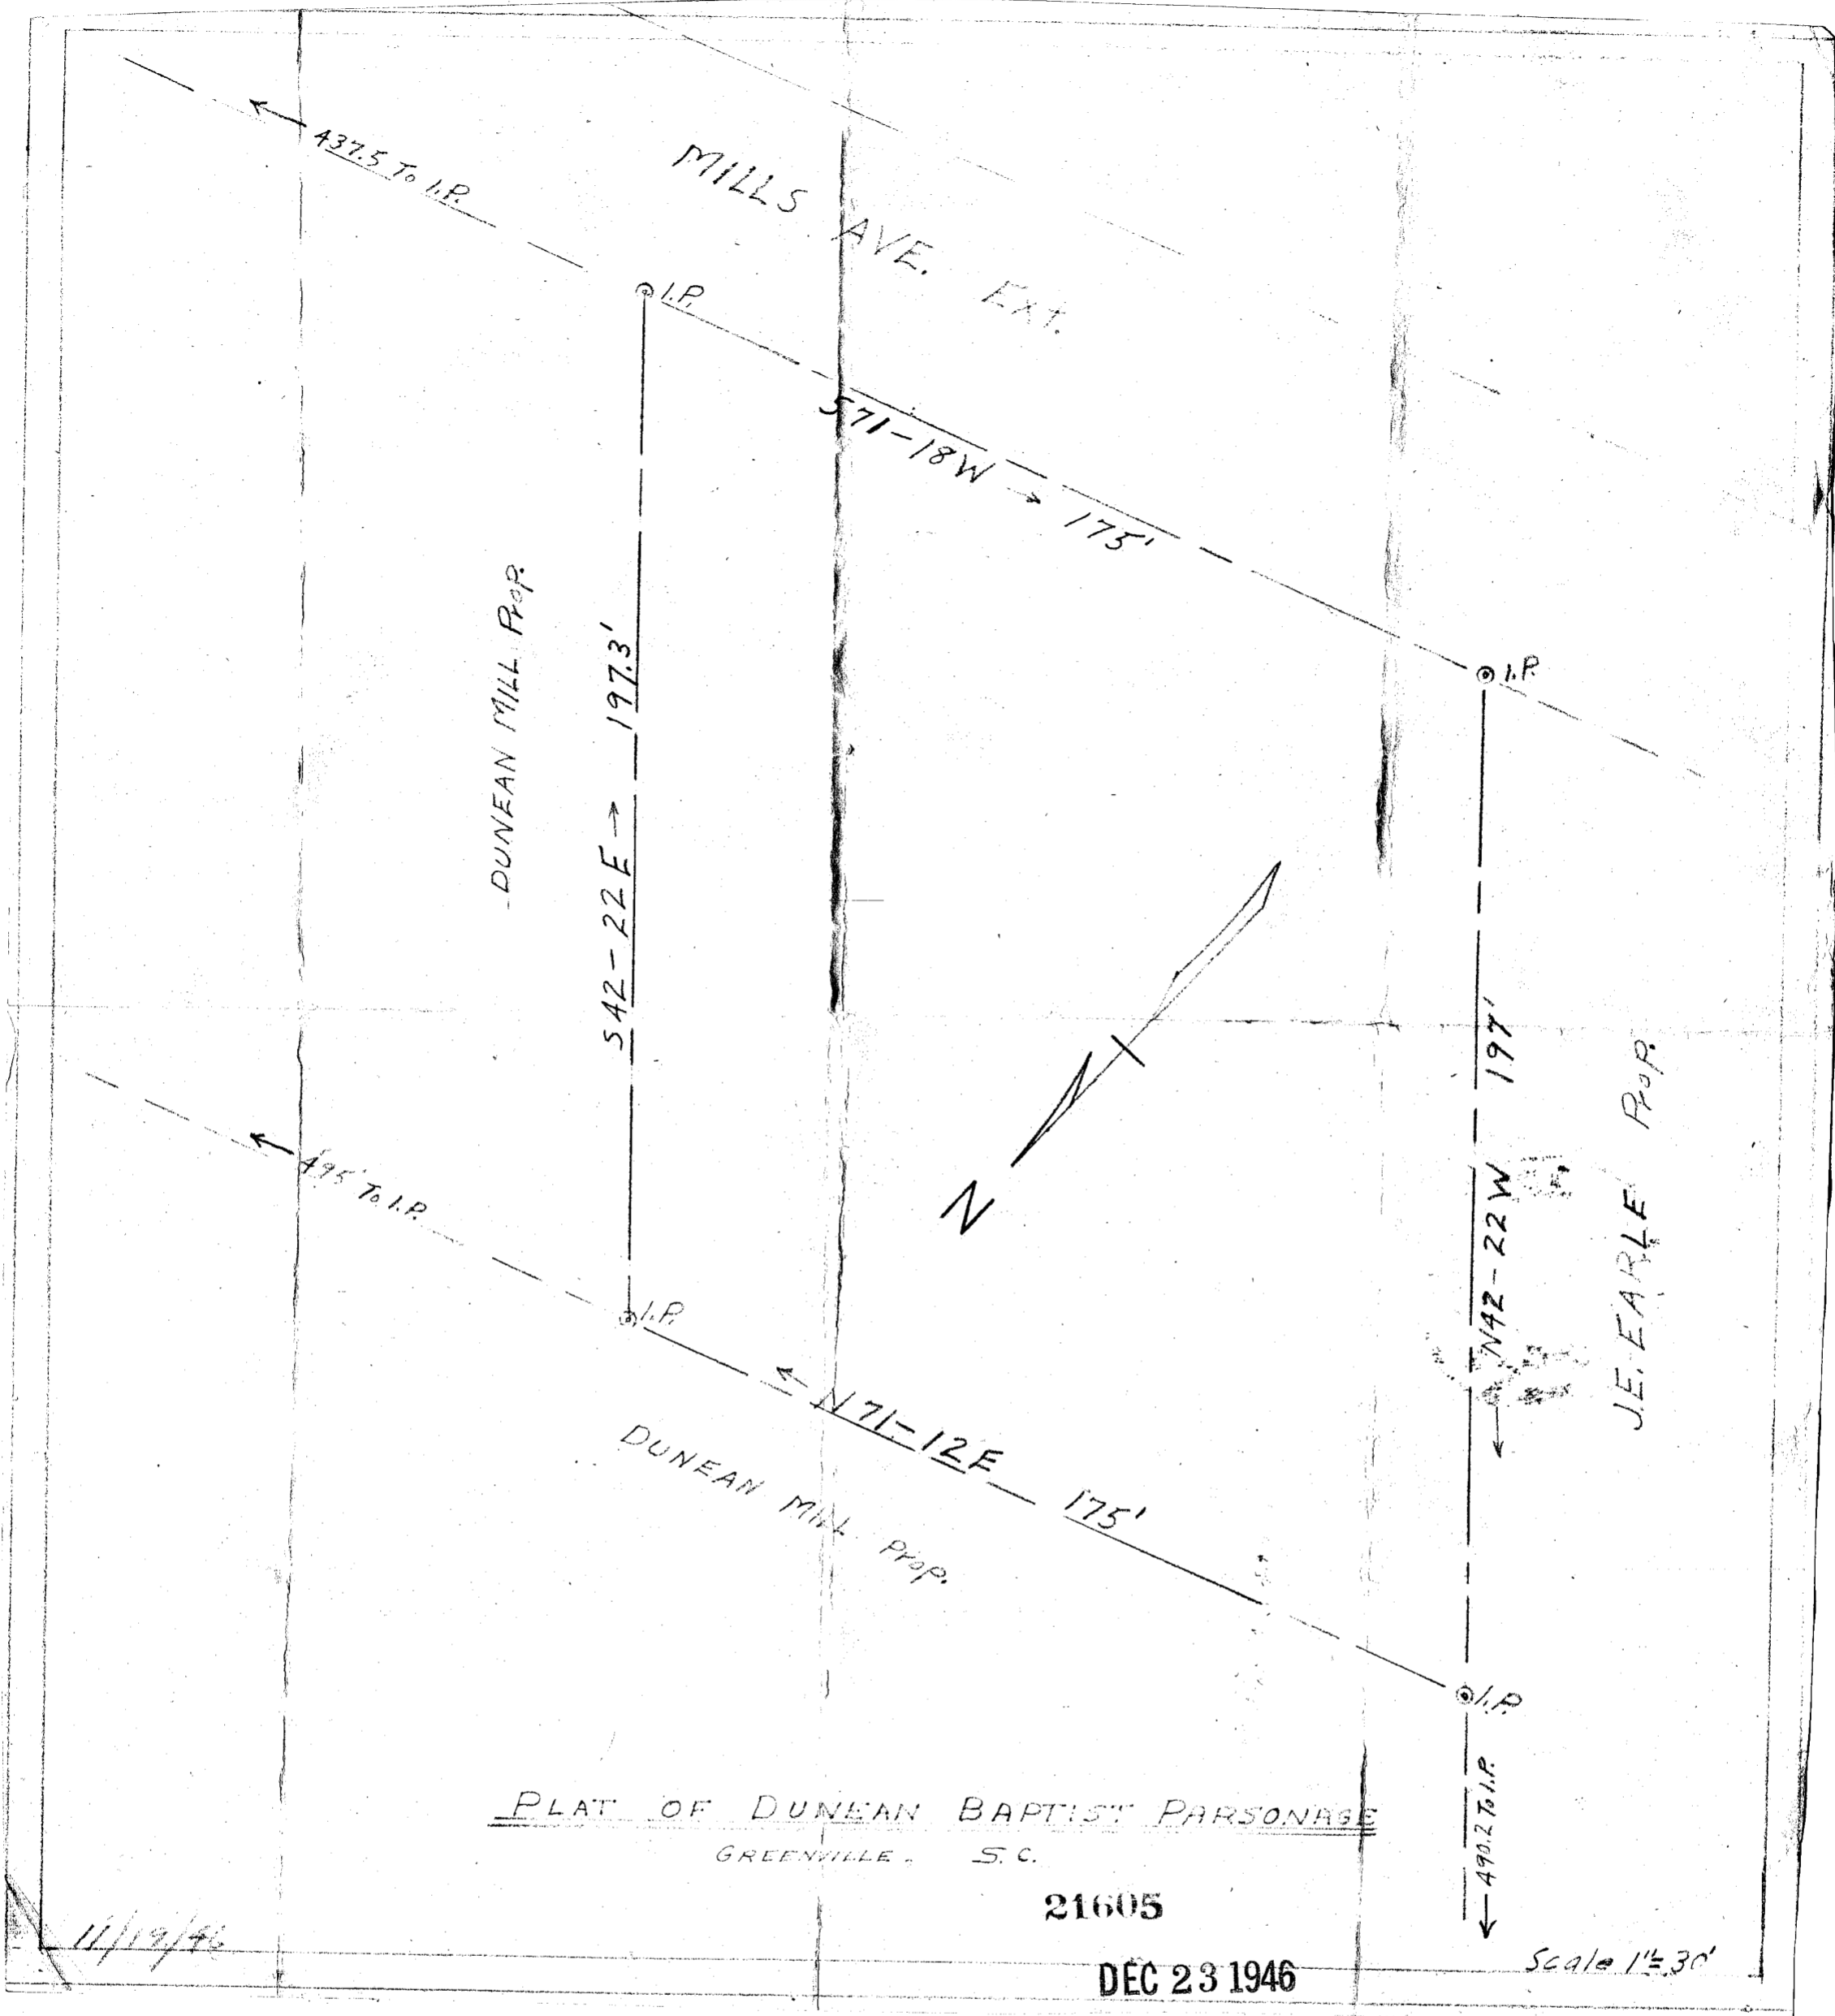 437.5 To I.P.
MILLS AVE. EXT.
I.P.
S71-18W → 175'
I.P.
DUNEAN MILL PROP.
S42-22E → 197.3'
N42-22W 197'
J.E. EARLE PROP.
N
495' To I.P.
I.P.
N71-12E 175'
DUNEAN MILL PROP.
I.P.
490.2 To I.P.
PLAT OF DUNEAN BAPTIST PARSONAGE
GREENVILLE. S.C.
21605
11/19/46
DEC 23 1946
Scale 1"=30'